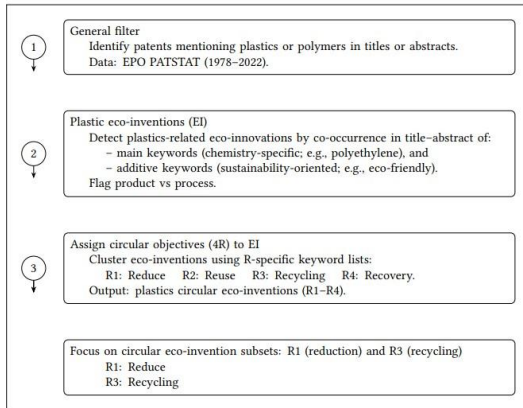 1
General filter
Identify patents mentioning plastics or polymers in titles or abstracts.
Data: EPO PATSTAT (1978–2022).
2
Plastic eco-inventions (EI)
Detect plastics-related eco-innovations by co-occurrence in title–abstract of:
– main keywords (chemistry-specific; e.g., polyethylene), and
– additive keywords (sustainability-oriented; e.g., eco-friendly).
Flag product vs process.
3
Assign circular objectives (4R) to EI
Cluster eco-inventions using R-specific keyword lists:
R1: Reduce R2: Reuse R3: Recycling R4: Recovery.
Output: plastics circular eco-inventions (R1–R4).
Focus on circular eco-invention subsets: R1 (reduction) and R3 (recycling)
R1: Reduce
R3: Recycling